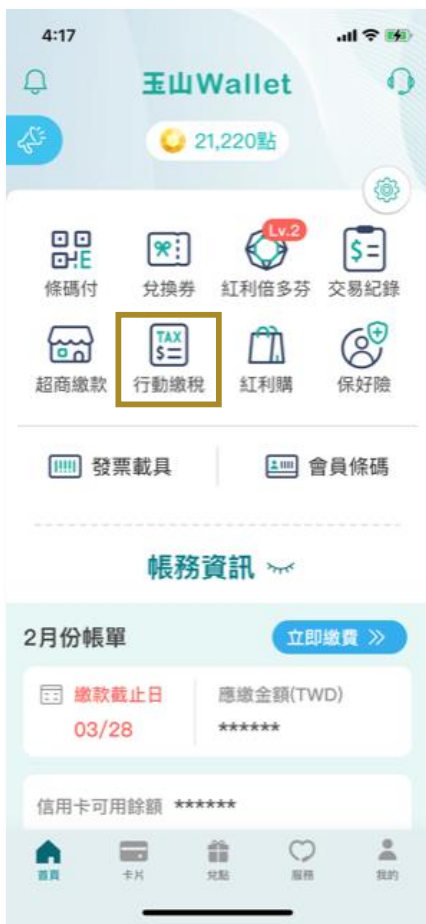 4:17
玉山Wallet
21,220點
Lv.2
條碼付 兌換券 紅利倍多芬 交易紀錄
TAX
超商繳款 行動繳稅 紅利購 保好險
發票載具 會員條碼
帳務資訊
2月份帳單 立即繳費
繳款截止日 應繳金額(TWD)
03/28 ******
信用卡可用餘額 ******
首頁 卡片 兌點 服務 我的